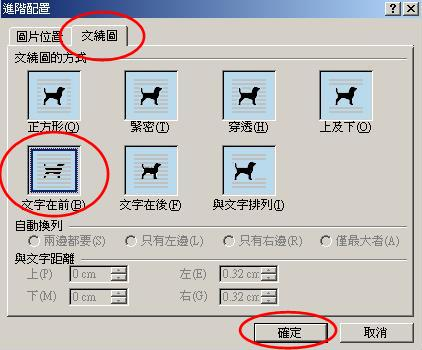 進階配置
圖片位置 文繞圖
文繞圖的方式
正方形(Q) 緊密(T) 穿透(H) 上及下(O)
文字在前(B) 文字在後(F) 與文字排列(I)
自動換列
兩邊都要(S) 只有左邊(L) 只有右邊(R) 僅最大者(A)
與文字距離
上(P) 0 cm 左(E) 0.32 cm
下(M) 0 cm 右(G) 0.32 cm
確定 取消